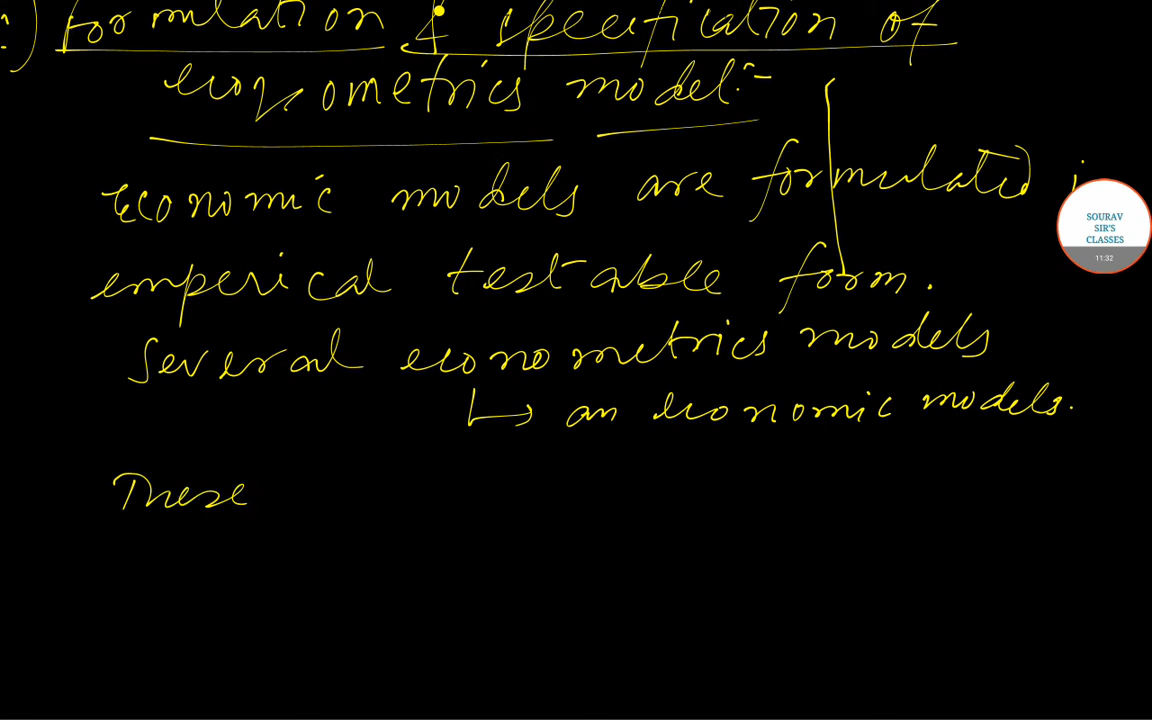 :) Formulation & specification of
econometrics model:-
economic models are formulated i
emperical testable form.
Several econometrics models
↳ an economic models.
These
SOURAV
SIR'S
CLASSES
11:32